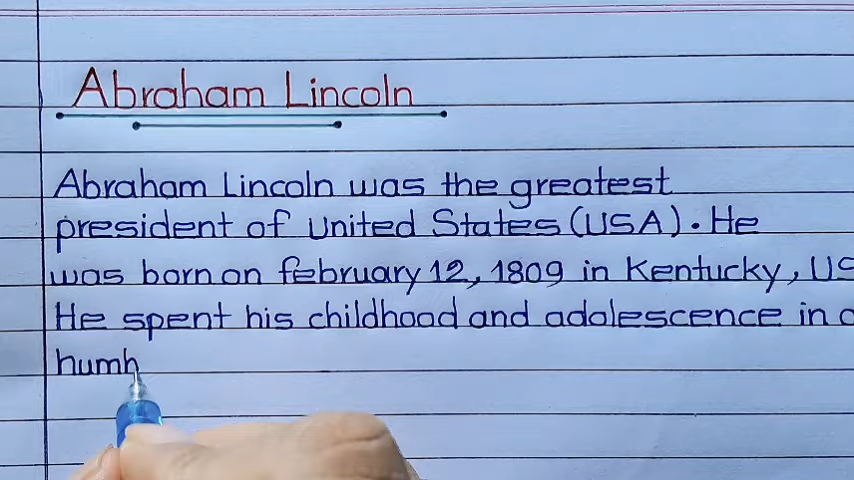 Abraham Lincoln
Abraham Lincoln was the greatest
president of United States (USA). He
was born on february 12, 1809 in Kentucky, US
He spent his childhood and adolescence in a
humb